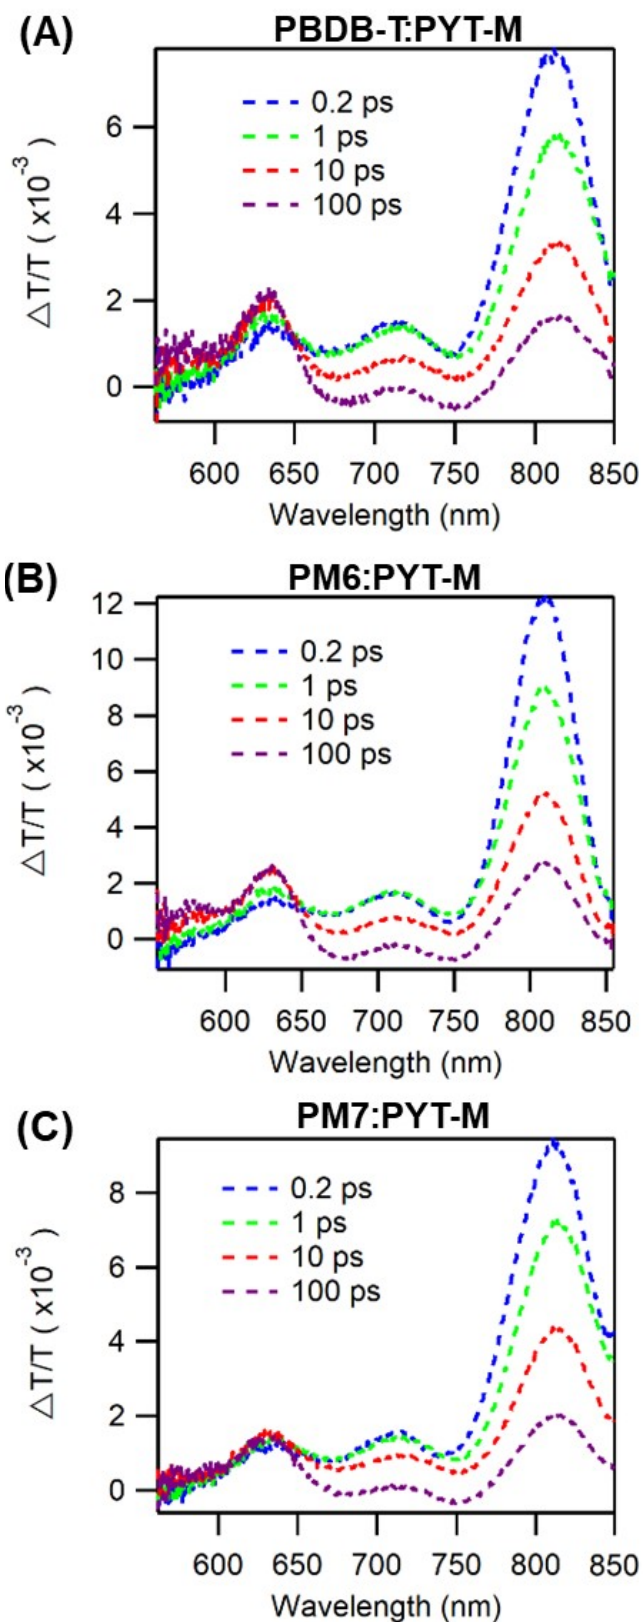 (A)
PBDB-T:PYT-M
0.2 ps
1 ps
10 ps
100 ps
6
4
2
0
△T/T ( x10⁻³ )
600 650 700 750 800 850
Wavelength (nm)
(B)
PM6:PYT-M
0.2 ps
1 ps
10 ps
100 ps
12
10
8
6
4
2
0
△T/T ( x10⁻³ )
600 650 700 750 800 850
Wavelength (nm)
(C)
PM7:PYT-M
0.2 ps
1 ps
10 ps
100 ps
8
6
4
2
0
△T/T ( x10⁻³ )
600 650 700 750 800 850
Wavelength (nm)